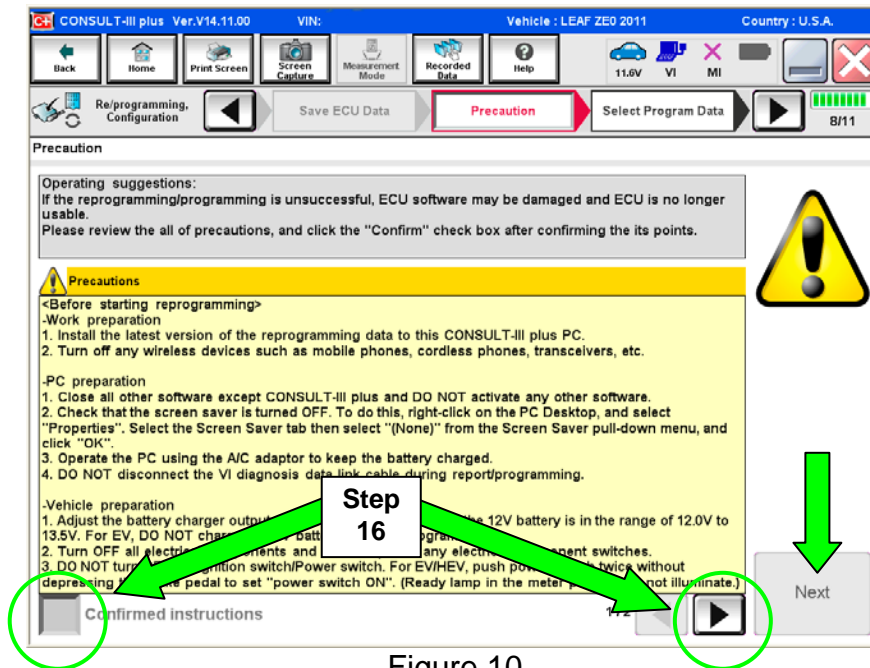 CONSULT-III plus Ver.V14.11.00 VIN: Vehicle : LEAF ZE0 2011 Country : U.S.A.
Back
Home
Print Screen
Screen
Capture
Measurement
Mode
Recorded
Data
Help
11.6V VI MI
Re/programming,
Configuration
Save ECU Data
Precaution
Select Program Data
8/11
Precaution
Operating suggestions:
If the reprogramming/programming is unsuccessful, ECU software may be damaged and ECU is no longer
usable.
Please review the all of precautions, and click the "Confirm" check box after confirming the its points.
Precautions
<Before starting reprogramming>
-Work preparation
1. Install the latest version of the reprogramming data to this CONSULT-III plus PC.
2. Turn off any wireless devices such as mobile phones, cordless phones, transceivers, etc.
-PC preparation
1. Close all other software except CONSULT-III plus and DO NOT activate any other software.
2. Check that the screen saver is turned OFF. To do this, right-click on the PC Desktop, and select
"Properties". Select the Screen Saver tab then select "(None)" from the Screen Saver pull-down menu, and
click "OK".
3. Operate the PC using the A/C adaptor to keep the battery charged.
4. DO NOT disconnect the VI diagnosis data link cable during report/programming.
-Vehicle preparation
1. Adjust the battery charger outpu the 12V battery is in the range of 12.0V to
13.5V. For EV, DO NOT char batt
2. Turn OFF all electri ents and any elect nent switches.
3. DO NOT turn gnition switch/Power switch. For EV/HEV, push po twice without
depressing pedal to set "power switch ON". (Ready lamp in the meter not illuminate.)
Step
16
Confirmed instructions
Next
Figure 10